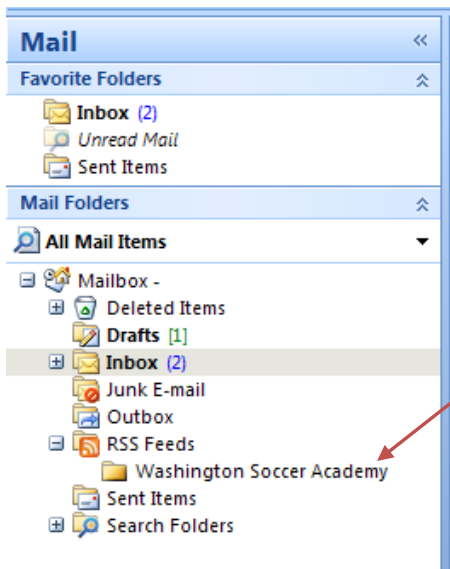 Mail
Favorite Folders
Inbox (2)
Unread Mail
Sent Items
Mail Folders
All Mail Items
Mailbox -
Deleted Items
Drafts [1]
Inbox (2)
Junk E-mail
Outbox
RSS Feeds
Washington Soccer Academy
Sent Items
Search Folders